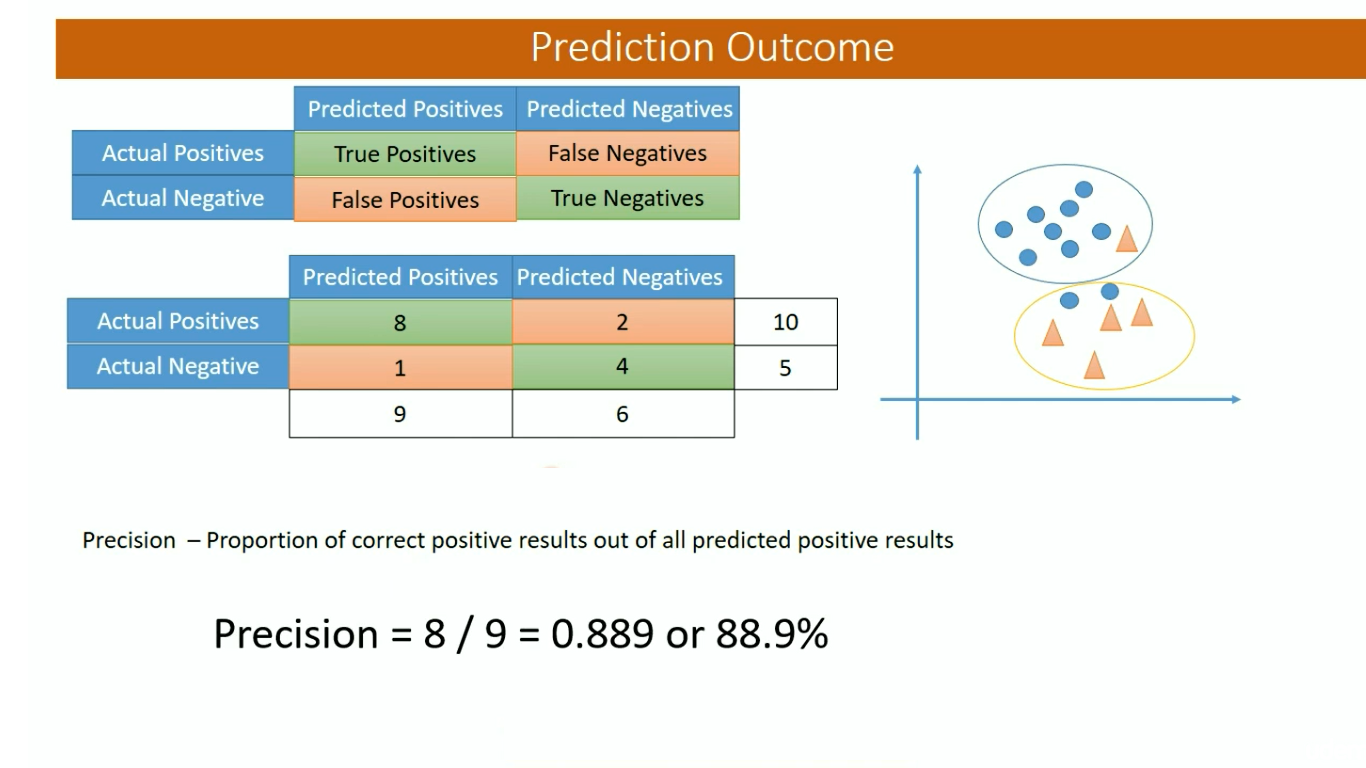 Prediction Outcome
Predicted Positives Predicted Negatives
Actual Positives True Positives False Negatives
Actual Negative False Positives True Negatives
Predicted Positives Predicted Negatives
Actual Positives 8 2 10
Actual Negative 1 4 5
9 6
Precision – Proportion of correct positive results out of all predicted positive results
Precision = 8 / 9 = 0.889 or 88.9%